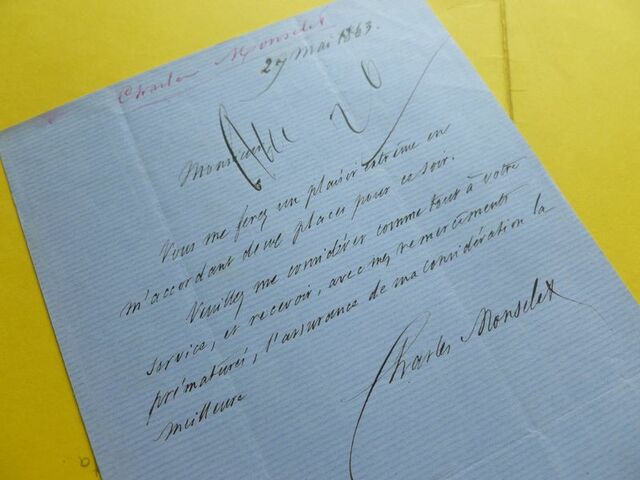 Charles Monselet
27 Mai 1863.
Monsieur
20
Vous me ferez un plaisir extrême en
m'accordant deux places pour ce soir.
Veuillez me considérer comme tout à votre
service, et recevoir, avec mes remerciements
prématurés, l'assurance de ma considération la
meilleure
Charles Monselet